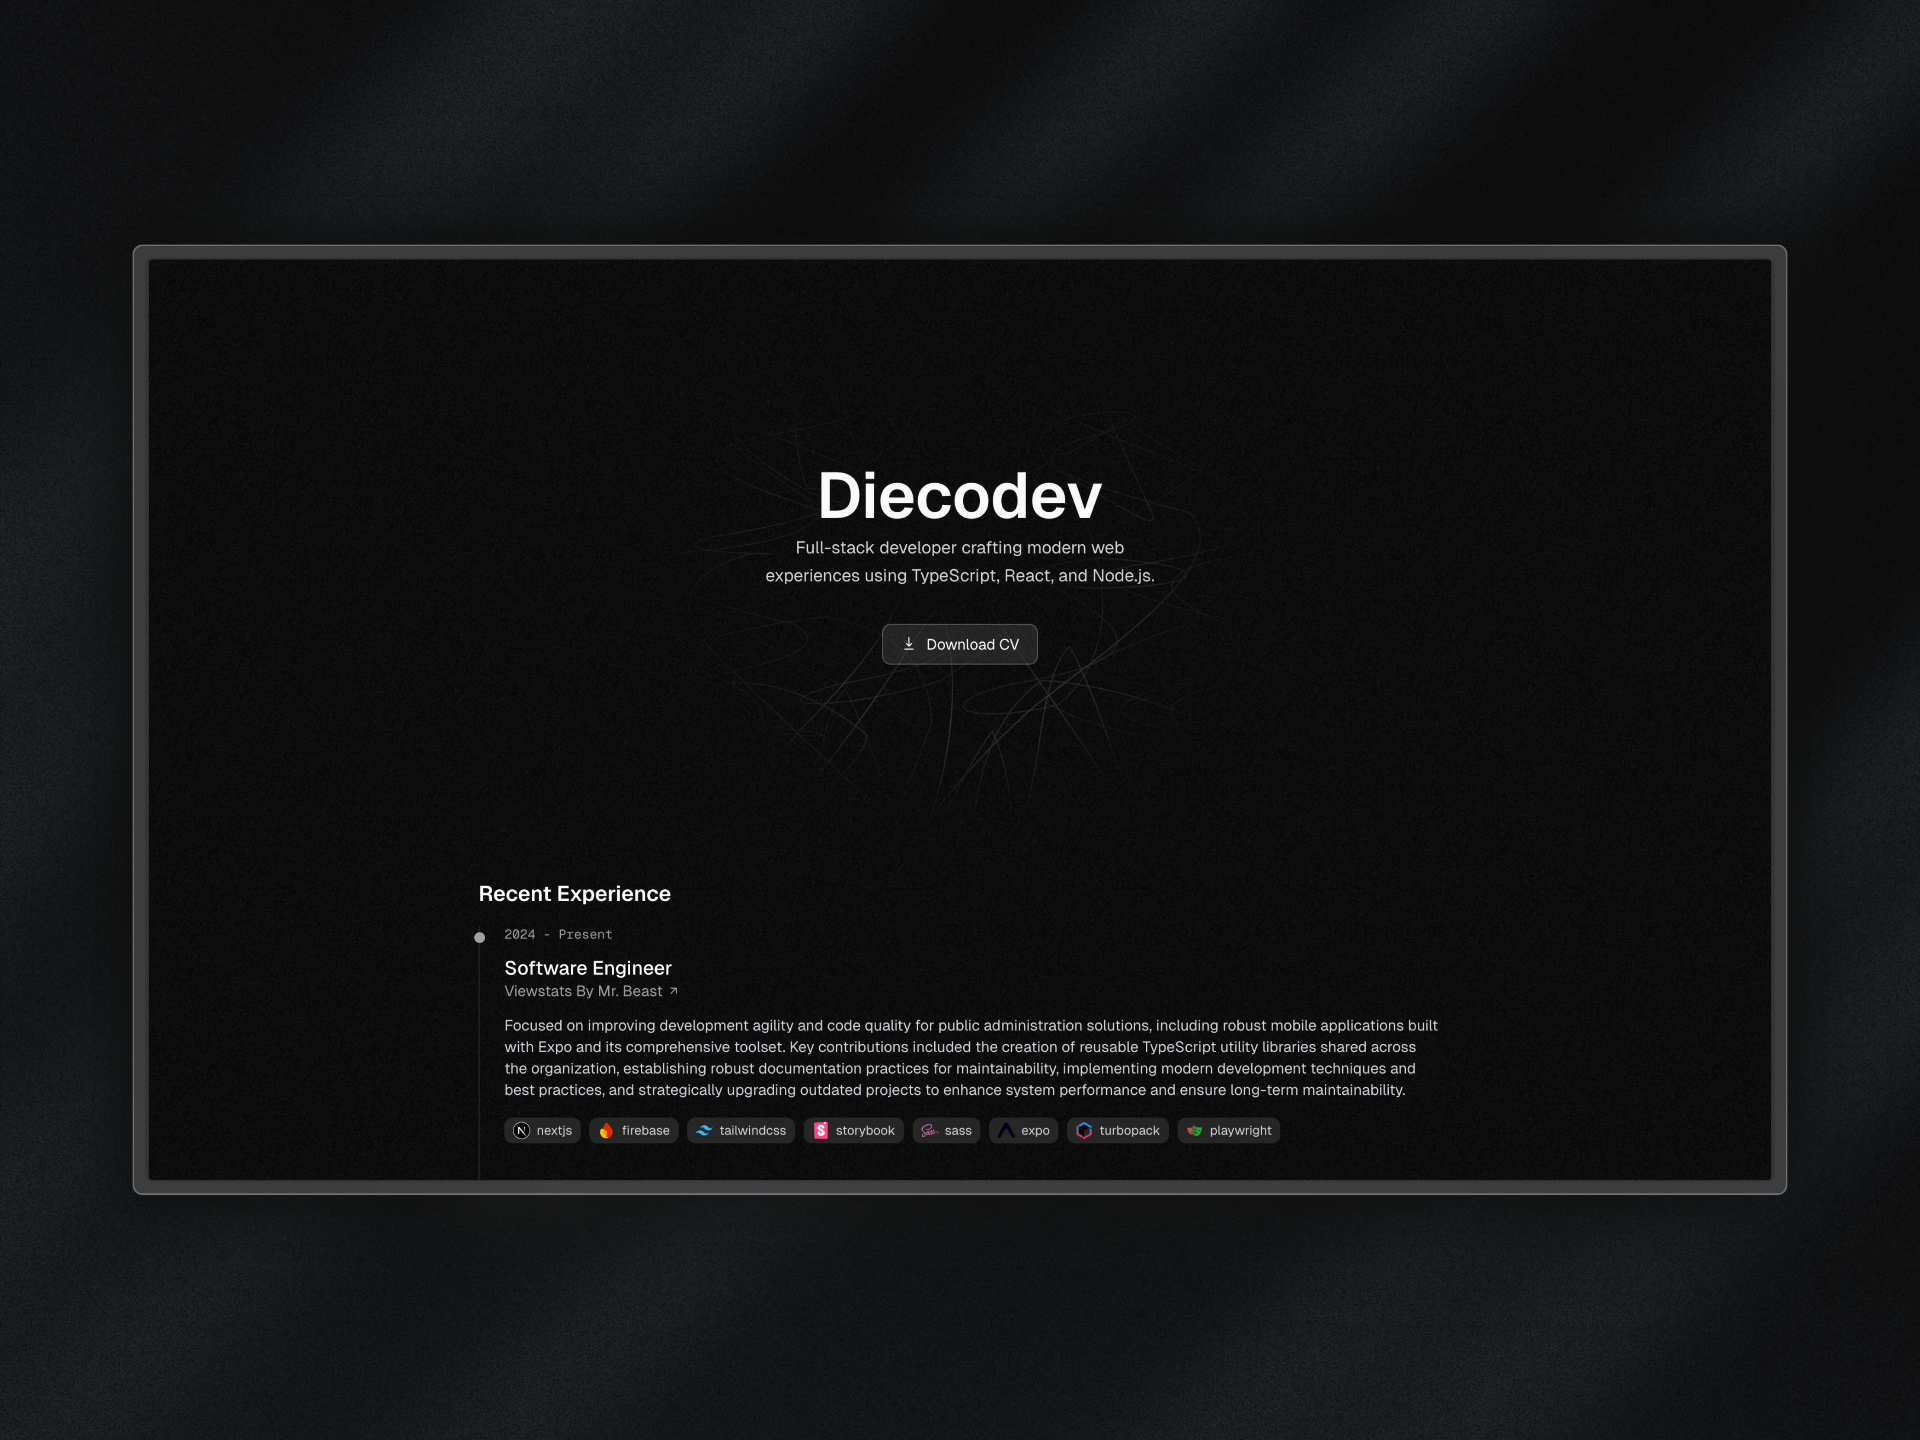 Diecodev
Full-stack developer crafting modern web
experiences using TypeScript, React, and Node.js.
Download CV
Recent Experience
2024 - Present
Software Engineer
Viewstats By Mr. Beast ↗
Focused on improving development agility and code quality for public administration solutions, including robust mobile applications built
with Expo and its comprehensive toolset. Key contributions included the creation of reusable TypeScript utility libraries shared across
the organization, establishing robust documentation practices for maintainability, implementing modern development techniques and
best practices, and strategically upgrading outdated projects to enhance system performance and ensure long-term maintainability.
nextjs firebase tailwindcss storybook sass expo turbopack playwright